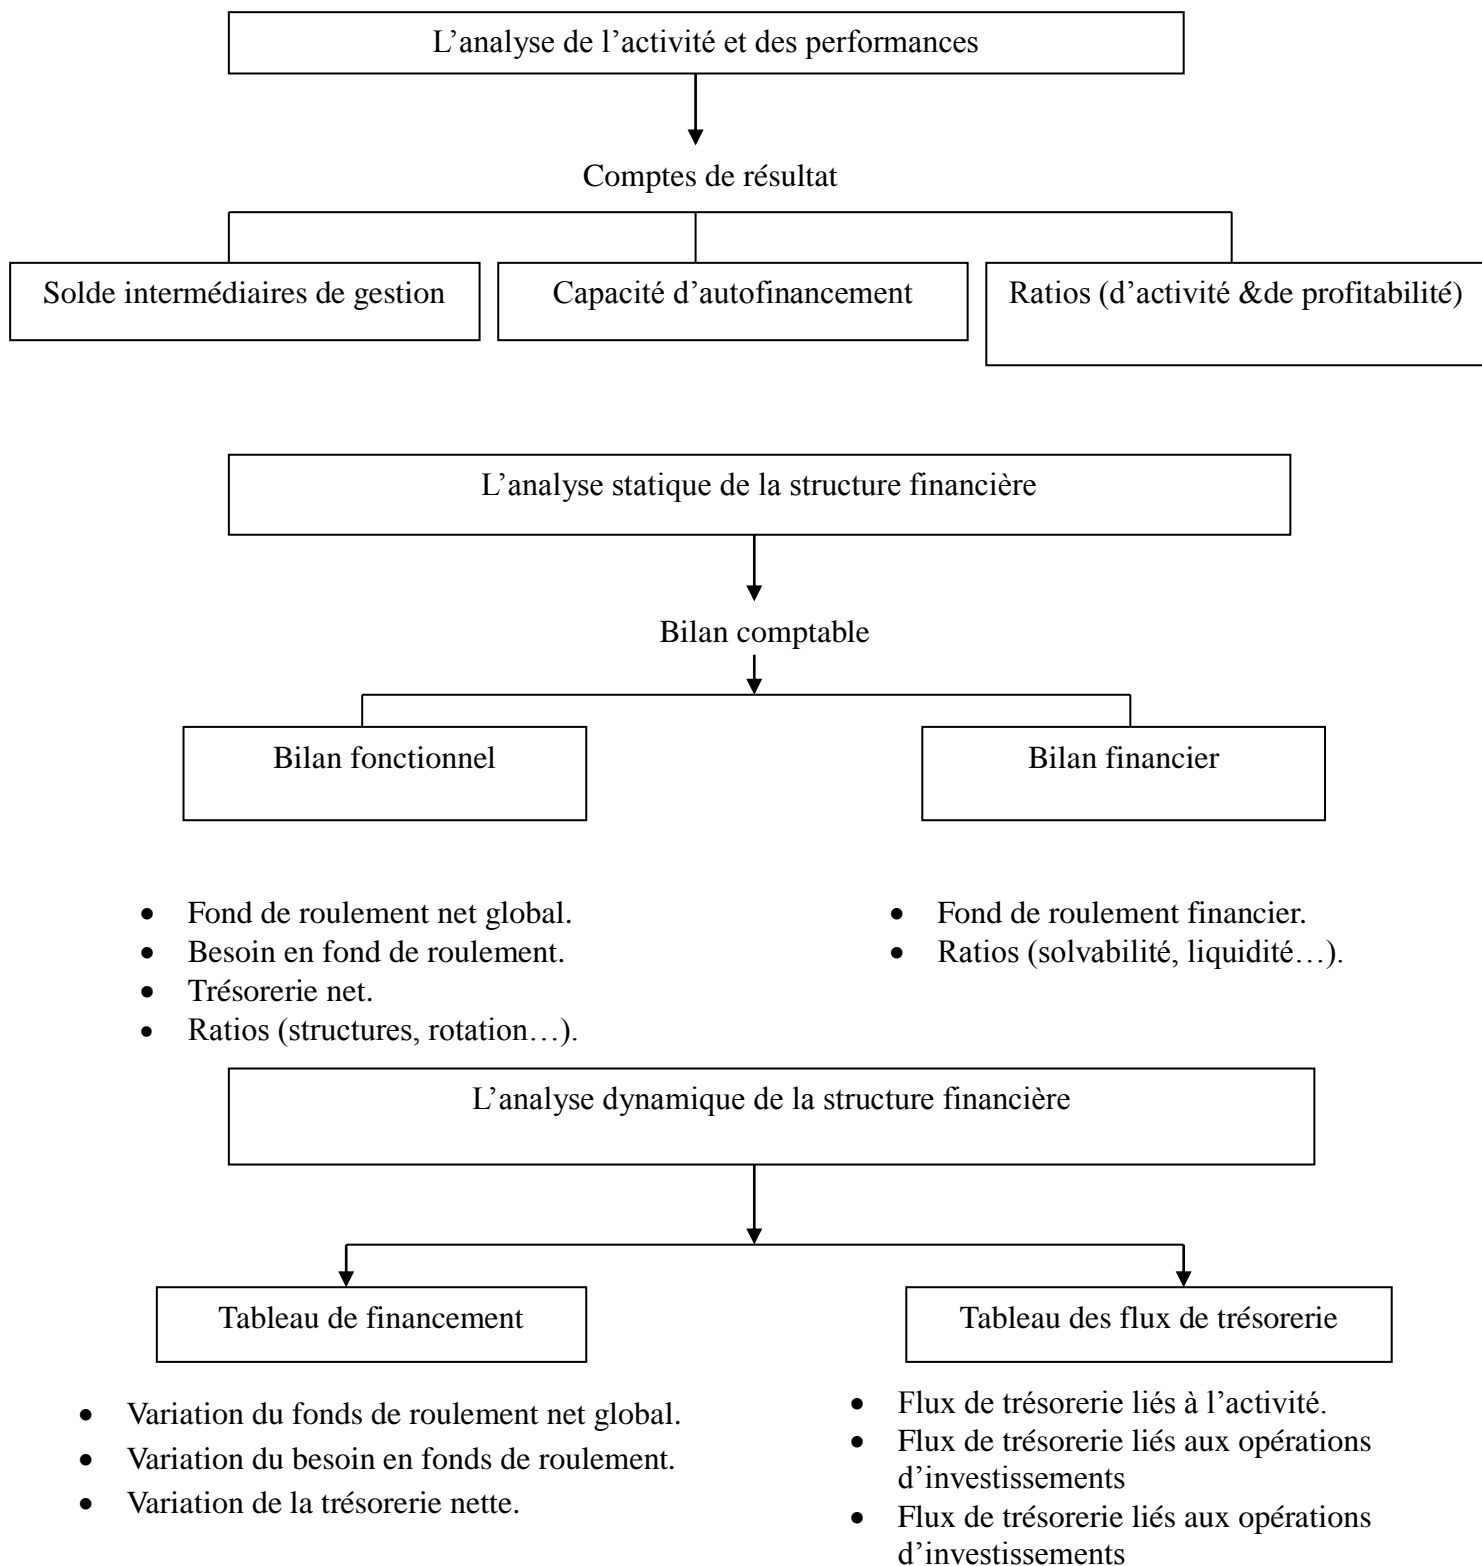 L’analyse de l’activité et des performances
Comptes de résultat
Solde intermédiaires de gestion
Capacité d’autofinancement
Ratios (d’activité &de profitabilité)
L’analyse statique de la structure financière
Bilan comptable
Bilan fonctionnel
Bilan financier
• Fond de roulement net global.
• Besoin en fond de roulement.
• Trésorerie net.
• Ratios (structures, rotation…).
• Fond de roulement financier.
• Ratios (solvabilité, liquidité…).
L’analyse dynamique de la structure financière
Tableau de financement
Tableau des flux de trésorerie
• Variation du fonds de roulement net global.
• Variation du besoin en fonds de roulement.
• Variation de la trésorerie nette.
• Flux de trésorerie liés à l’activité.
• Flux de trésorerie liés aux opérations
d’investissements
• Flux de trésorerie liés aux opérations
d’investissements